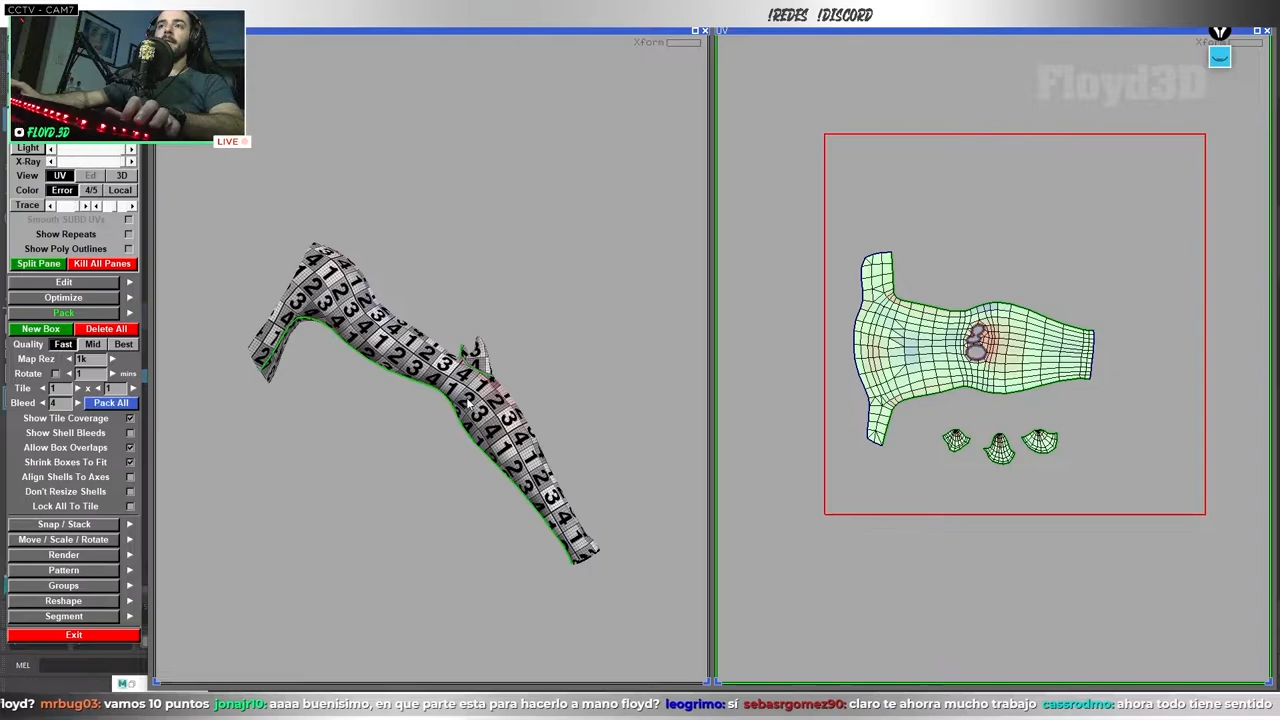 CCTV - CAM7
!REDES !DISCORD
FLOYD.3D
LIVE
Xform
UV
Floyd3D
Light
X-Ray
View UV Ed 3D
Color Error 4/5 Local
Trace
Smooth SUBD UVs
Show Repeats
Show Poly Outlines
Split Pane Kill All Panes
Edit
Optimize
Pack
New Box Delete All
Quality Fast Mid Best
Map Rez 1k
Rotate 1 mins
Tile 1 x 1
Bleed 4 Pack All
Show Tile Coverage
Show Shell Bleeds
Allow Box Overlaps
Shrink Boxes To Fit
Align Shells To Axes
Don't Resize Shells
Lock All To Tile
Snap / Stack
Move / Scale / Rotate
Render
Pattern
Groups
Reshape
Segment
Exit
MEL
floyd? mrbug03: vamos 10 puntos jonajr10: aaaa buenísimo, en que parte esta para hacerlo a mano floyd? leogrimo: sí sebasrgomez90: claro te ahorra mucho trabajo cassrodmo: ahora todo tiene sentido